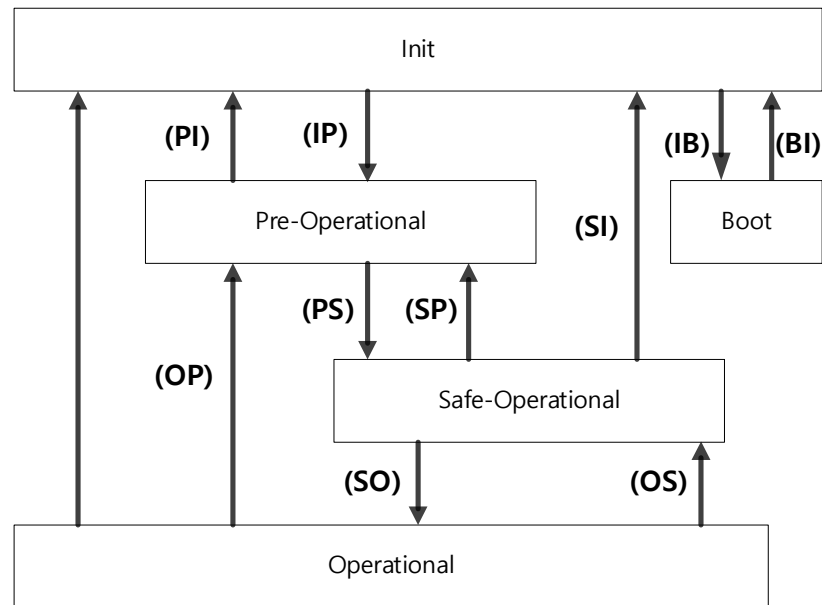 Init
(PI)
(IP)
(IB)
(BI)
Pre-Operational
(SI)
Boot
(PS)
(SP)
(OP)
Safe-Operational
(SO)
(OS)
Operational